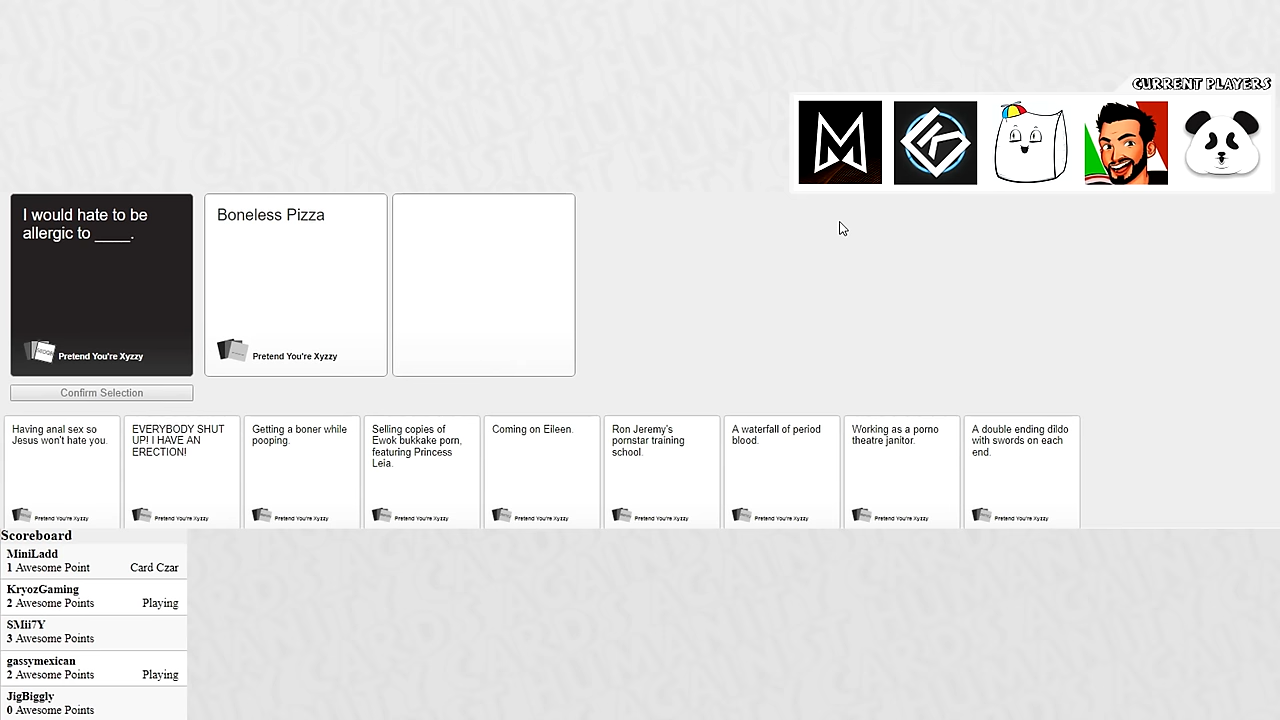 CURRENT PLAYERS
I would hate to be
allergic to ____.
Pretend You're Xyzzy
Boneless Pizza
Pretend You're Xyzzy
Confirm Selection
Having anal sex so
Jesus won't hate you.
Pretend You're Xyzzy
EVERYBODY SHUT
UP! I HAVE AN
ERECTION!
Pretend You're Xyzzy
Getting a boner while
pooping.
Pretend You're Xyzzy
Selling copies of
Ewok bukkake porn,
featuring Princess
Leia.
Pretend You're Xyzzy
Coming on Eileen.
Pretend You're Xyzzy
Ron Jeremy's
pornstar training
school.
Pretend You're Xyzzy
A waterfall of period
blood.
Pretend You're Xyzzy
Working as a porno
theatre janitor.
Pretend You're Xyzzy
A double ending dildo
with swords on each
end.
Pretend You're Xyzzy
Scoreboard
MiniLadd
1 Awesome Point Card Czar
KryozGaming
2 Awesome Points Playing
SMii7Y
3 Awesome Points
gassymexican
2 Awesome Points Playing
JigBiggly
0 Awesome Points